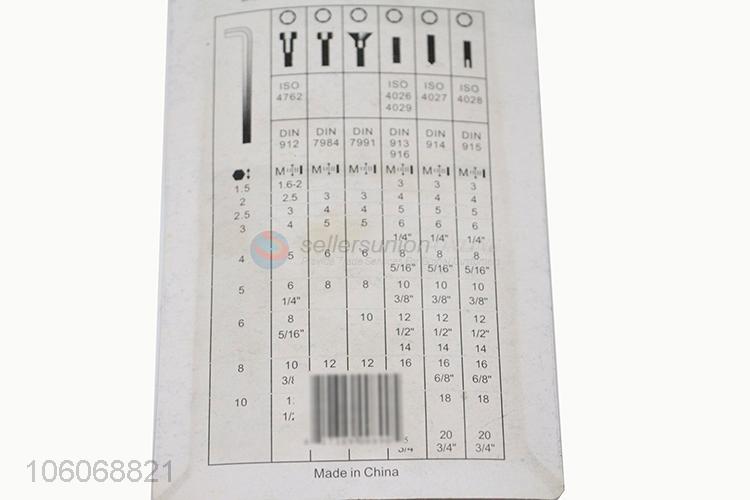 ISO ISO ISO ISO
4762 4026 4027 4028
4029
DIN DIN DIN DIN DIN DIN
912 7984 7991 913 914 915
916
M M M M M M
1.5 1.6-2 3 3 3
2 2.5 3 3 4 4 4
2.5 3 4 4 5 5 5
3 4 5 5 6 6 6
1/4" 1/4" 1/4"
sellersunion
4 5 6 6 8 8 8
5/16" 5/16" 5/16"
5 6 8 8 10 10 10
1/4" 3/8" 3/8" 3/8"
6 8 10 12 12 12
5/16" 1/2" 1/2" 1/2"
14 14 14
8 10 12 12 16 16 16
6/8" 6/8"
10 18 18
20 20
3/4" 3/4" 3/4"
Made in China
106068821